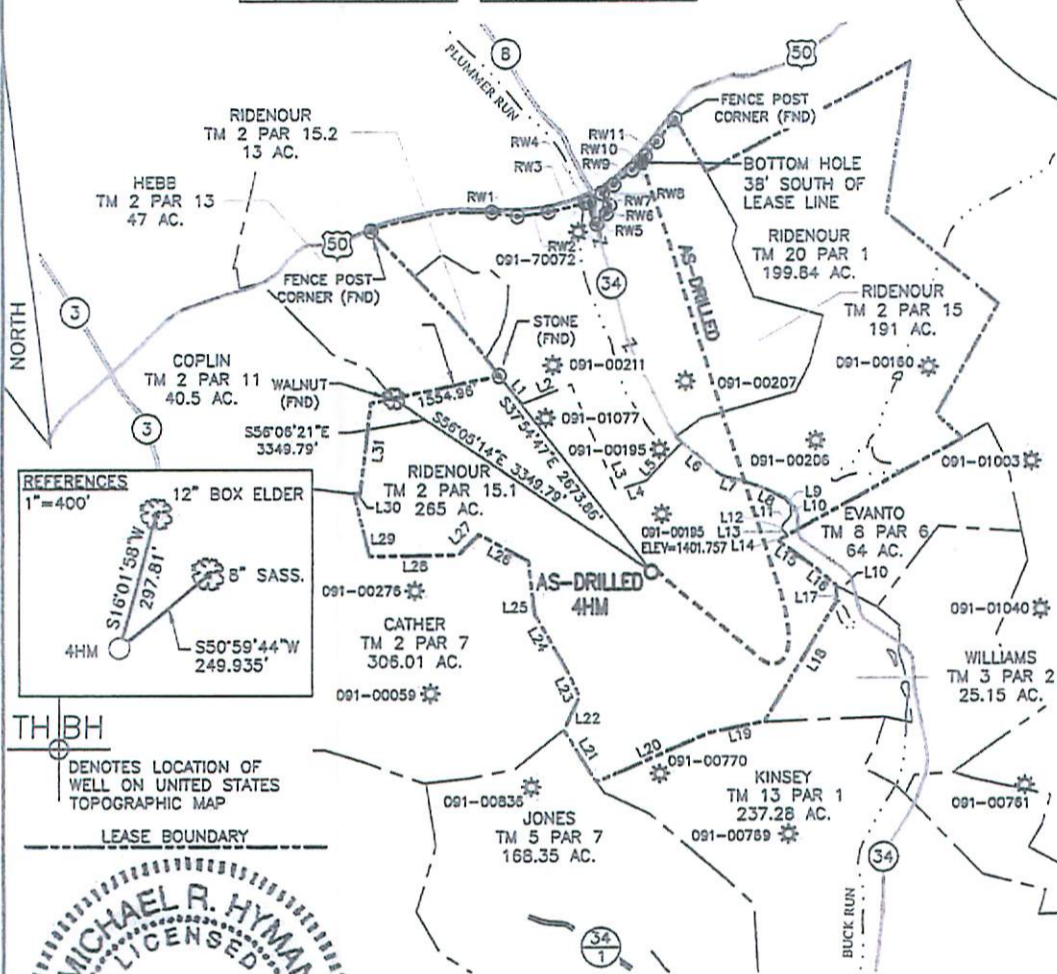 8
50
PLUMMER RUN
FENCE POST
CORNER (FND)
RIDENOUR
TM 2 PAR 15.2
13 AC.
RW4
RW3
RW11
RW10
RW9
BOTTOM HOLE
38' SOUTH OF
LEASE LINE
HEBB
TM 2 PAR 13
47 AC.
RW1
RW8
RW7
RW6
RW5
RW2
091-70072
50
FENCE POST
CORNER (FND)
34
AS-DRILLED
RIDENOUR
TM 20 PAR 1
199.84 AC.
RIDENOUR
TM 2 PAR 15
191 AC.
NORTH
3
STONE
(FND)
COPLIN
TM 2 PAR 11
40.5 AC.
WALNUT
(FND)
1554.96'
L1
L2
091-00211
091-00207
091-00160
091-01077
S56°06'21"E
3349.79'
S56°05'14"E 3349.79'
S37°54'47"E 2673.86'
091-00195
3
L31
L3
L5
L4
L6
091-00206
091-01003
REFERENCES
1"=400'
12" BOX ELDER
S16°01'58"W
297.81'
8" SASS.
4HM
S50°59'44"W
249.935'
RIDENOUR
TM 2 PAR 15.1
265 AC.
L30
L29
L28
L27
L26
L7
L8
L9
L10
L11
L12
L13
L14
091-00195
ELEV=1401.757
EVANTO
TM 8 PAR 6
64 AC.
L15
L16
L10
L17
AS-DRILLED
4HM
091-00276
L25
CATHER
TM 2 PAR 7
306.01 AC.
L24
L18
091-01040
WILLIAMS
TM 3 PAR 2
25.15 AC.
091-00059
L23
L22
L21
L20
L19
TH BH
DENOTES LOCATION OF
WELL ON UNITED STATES
TOPOGRAPHIC MAP
091-00770
KINSEY
TM 13 PAR 1
237.28 AC.
091-00761
091-00836
JONES
TM 5 PAR 7
168.35 AC.
091-00769
LEASE BOUNDARY
34
BUCK RUN
MICHAEL R. HYMAN
LICENSED
34
1